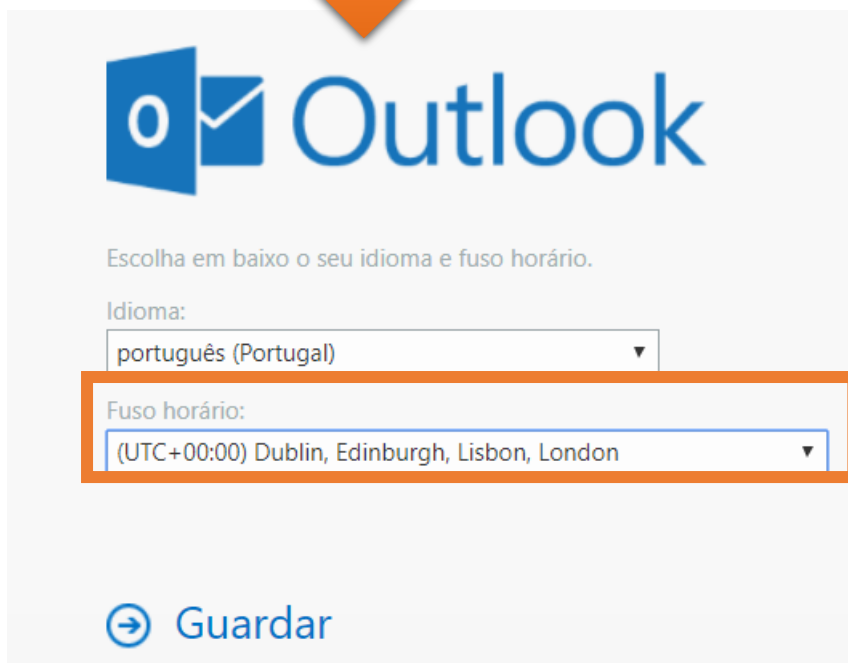 Outlook
Escolha em baixo o seu idioma e fuso horário.
Idioma:
português (Portugal)
Fuso horário:
(UTC+00:00) Dublin, Edinburgh, Lisbon, London
Guardar